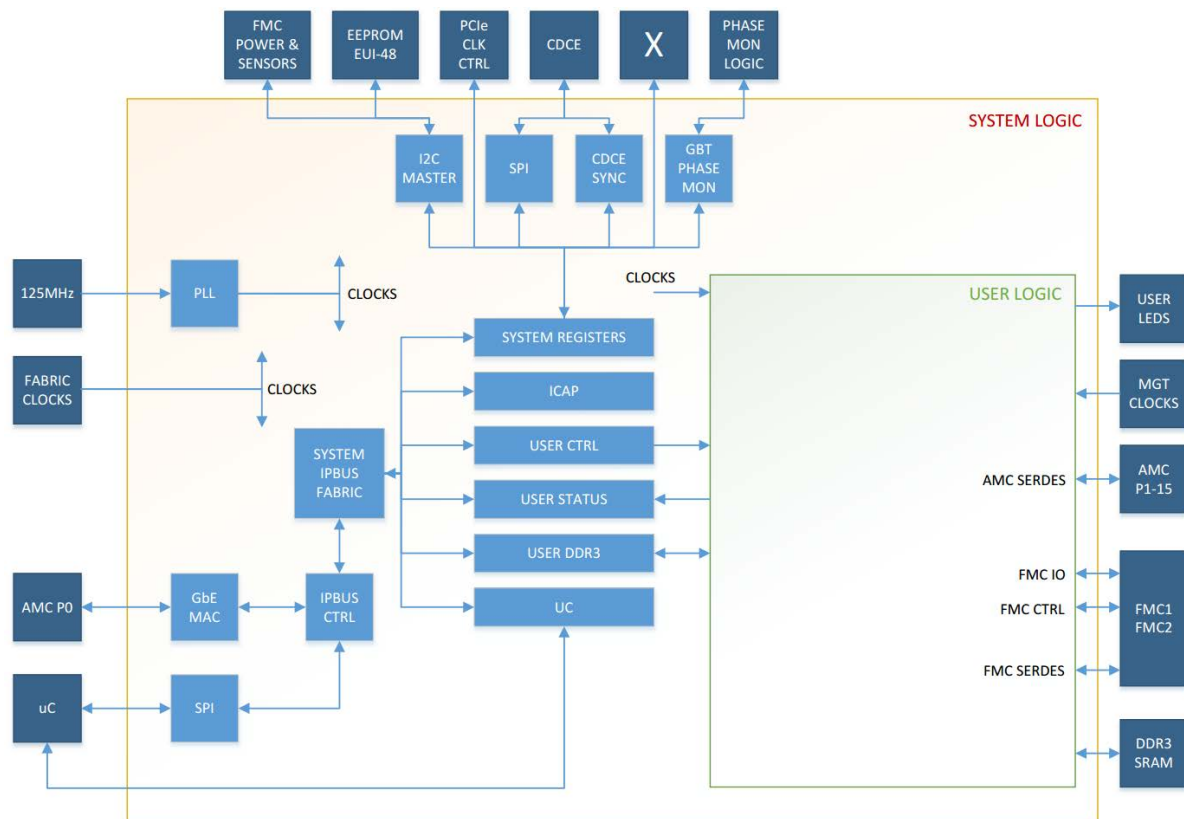 FMC
POWER &
SENSORS
EEPROM
EUI-48
PCIe
CLK
CTRL
CDCE
X
PHASE
MON
LOGIC
SYSTEM LOGIC
I2C
MASTER
SPI
CDCE
SYNC
GBT
PHASE
MON
125MHz
PLL
CLOCKS
CLOCKS
USER LOGIC
USER
LEDS
SYSTEM REGISTERS
FABRIC
CLOCKS
CLOCKS
ICAP
MGT
CLOCKS
SYSTEM
IPBUS
FABRIC
USER CTRL
USER STATUS
AMC SERDES
AMC
P1-15
USER DDR3
FMC IO
AMC P0
GbE
MAC
IPBUS
CTRL
UC
FMC CTRL
FMC1
FMC2
FMC SERDES
uC
SPI
DDR3
SRAM